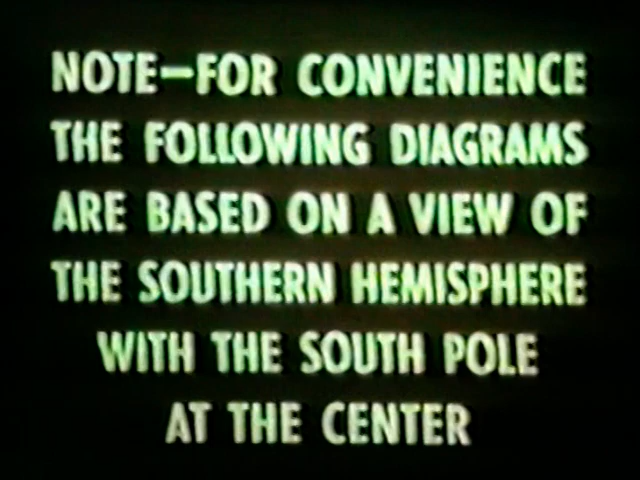 NOTE—FOR CONVENIENCE
THE FOLLOWING DIAGRAMS
ARE BASED ON A VIEW OF
THE SOUTHERN HEMISPHERE
WITH THE SOUTH POLE
AT THE CENTER